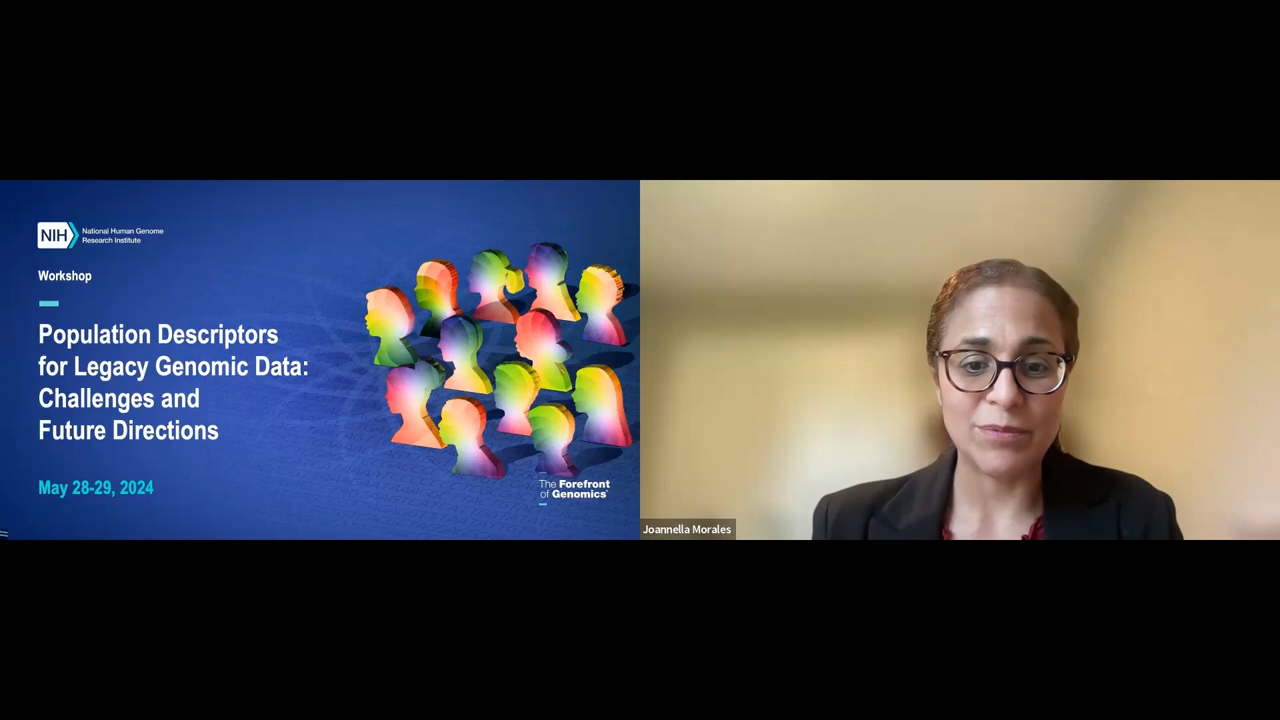 NIH
National Human Genome
Research Institute
Workshop
Population Descriptors
for Legacy Genomic Data:
Challenges and
Future Directions
May 28-29, 2024
The Forefront
of Genomics®
Joannella Morales